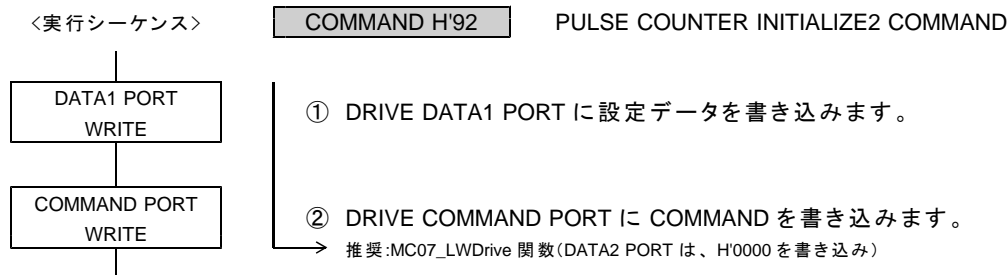 <実行シーケンス>
COMMAND H'92
PULSE COUNTER INITIALIZE2 COMMAND
DATA1 PORT
WRITE
① DRIVE DATA1 PORT に設定データを書き込みます。
COMMAND PORT
WRITE
② DRIVE COMMAND PORT に COMMAND を書き込みます。
推奨:MC07_LWDrive 関数(DATA2 PORT は、H'0000 を書き込み)